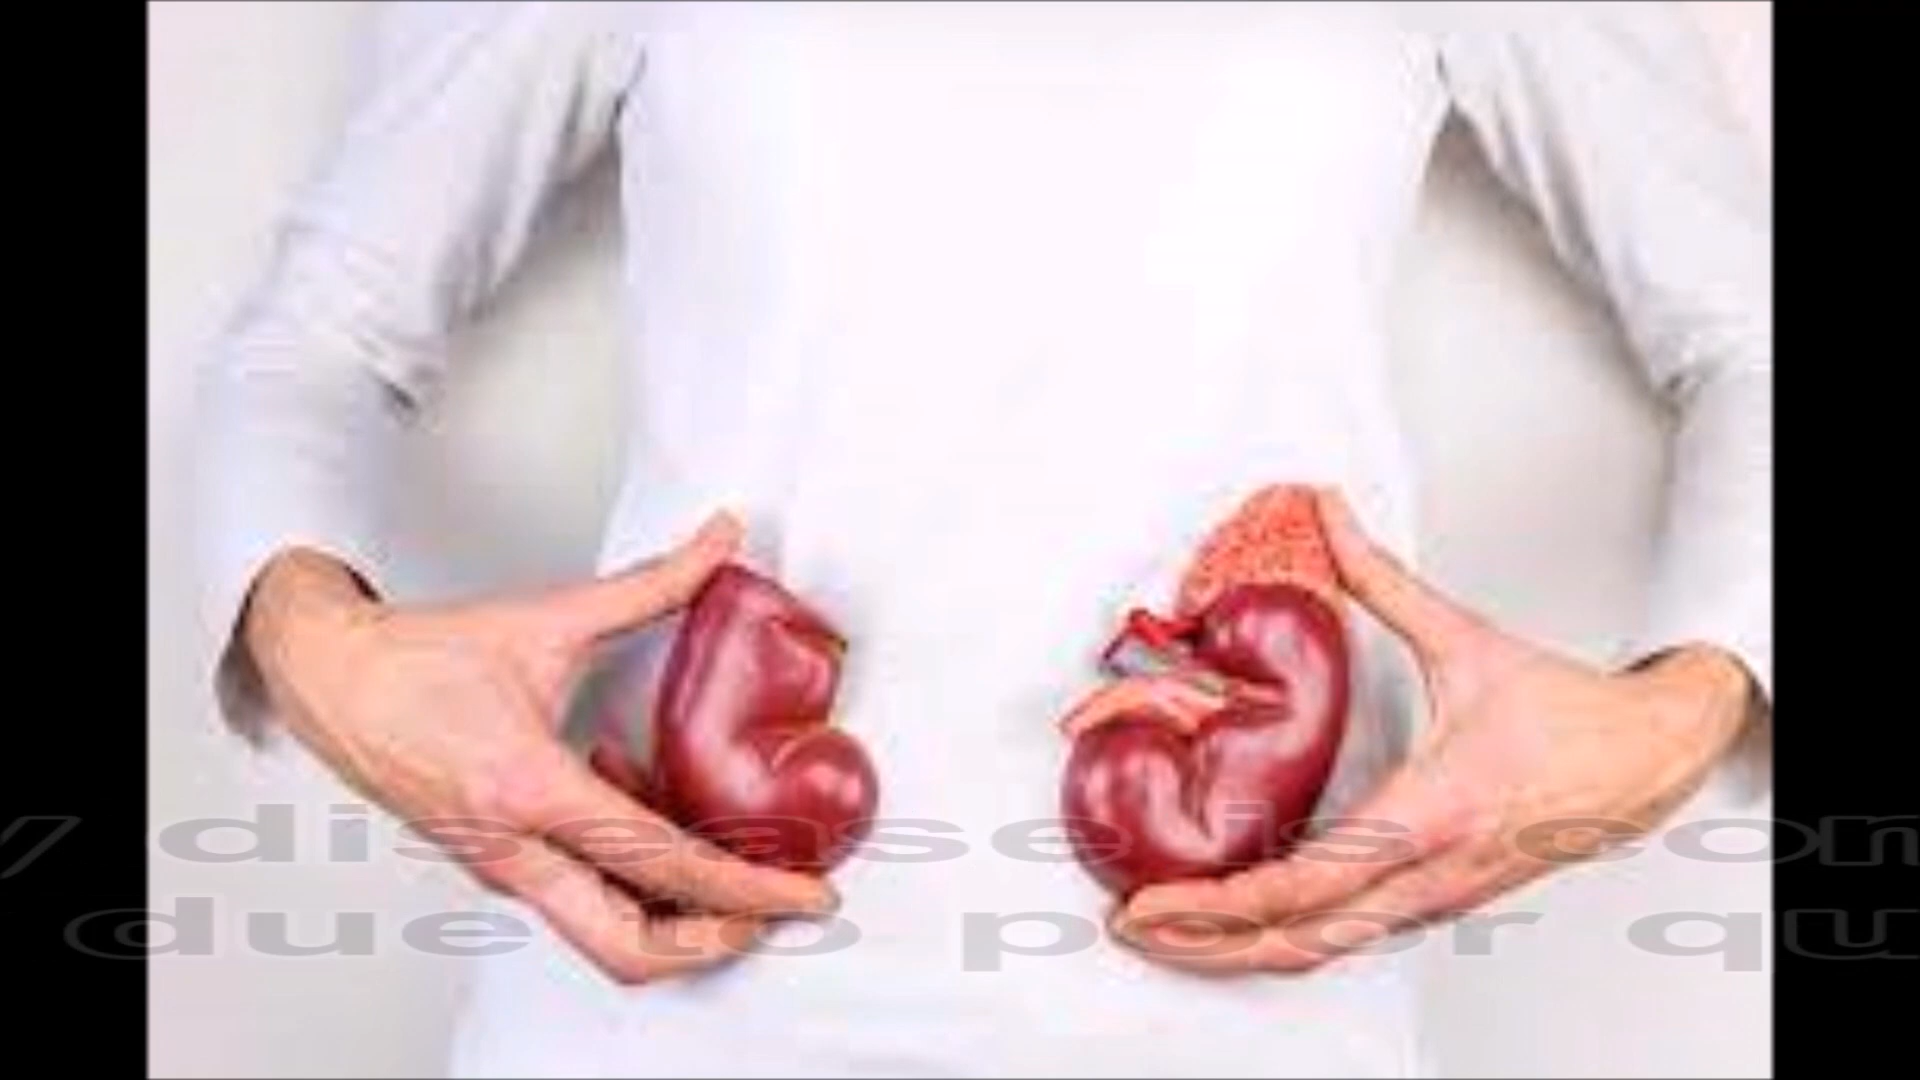 disease is
due to poor